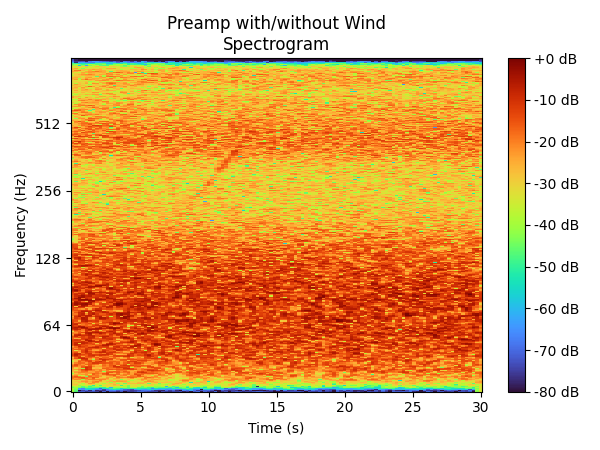 Preamp with/without Wind
Spectrogram
Frequency (Hz)
512
256
128
64
0
0
5
10
15
20
25
30
Time (s)
+0 dB
-10 dB
-20 dB
-30 dB
-40 dB
-50 dB
-60 dB
-70 dB
-80 dB